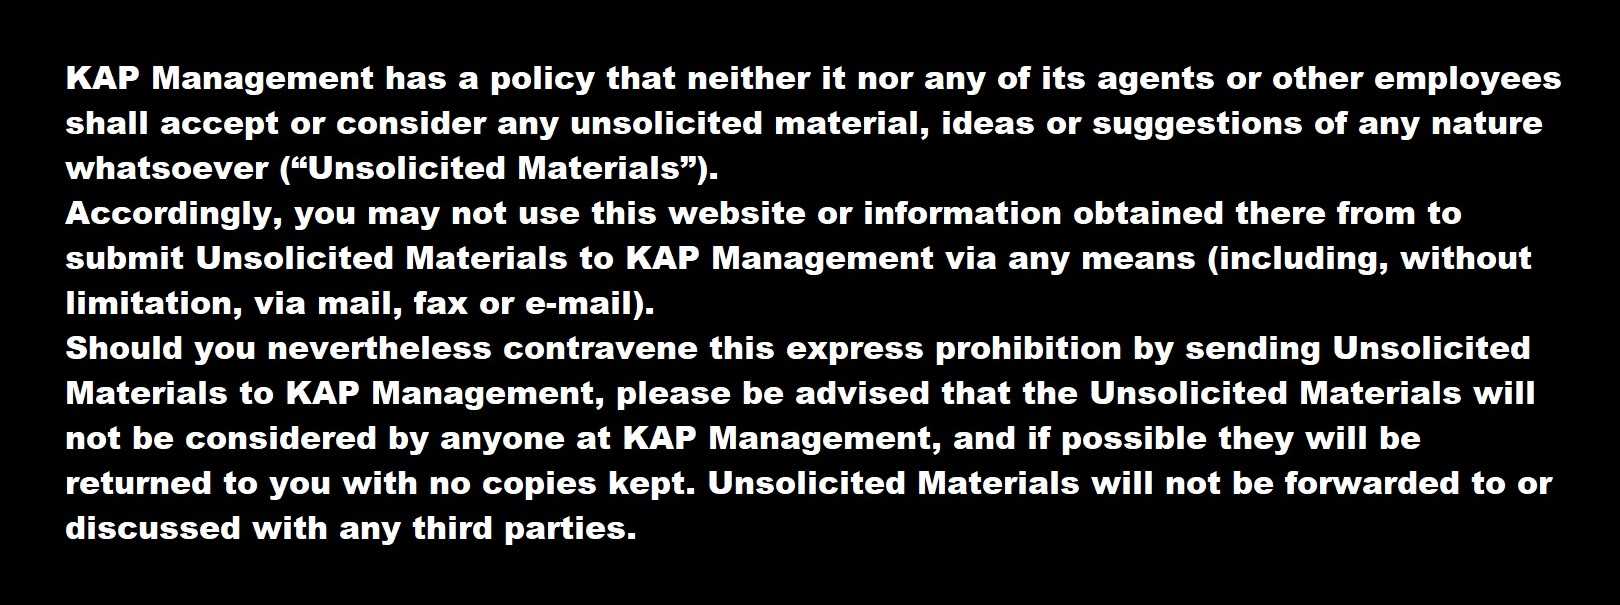 KAP Management has a policy that neither it nor any of its agents or other employees
shall accept or consider any unsolicited material, ideas or suggestions of any nature
whatsoever (“Unsolicited Materials”).
Accordingly, you may not use this website or information obtained there from to
submit Unsolicited Materials to KAP Management via any means (including, without
limitation, via mail, fax or e-mail).
Should you nevertheless contravene this express prohibition by sending Unsolicited
Materials to KAP Management, please be advised that the Unsolicited Materials will
not be considered by anyone at KAP Management, and if possible they will be
returned to you with no copies kept. Unsolicited Materials will not be forwarded to or
discussed with any third parties.